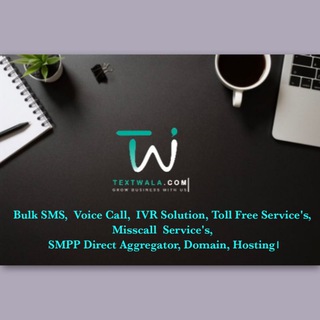 TW
TEXTWALA.COM
GROW BUSINESS WITH US
Bulk SMS, Voice Call, IVR Solution, Toll Free Service's,
Misscall Service's,
SMPP Direct Aggregator, Domain, Hosting|